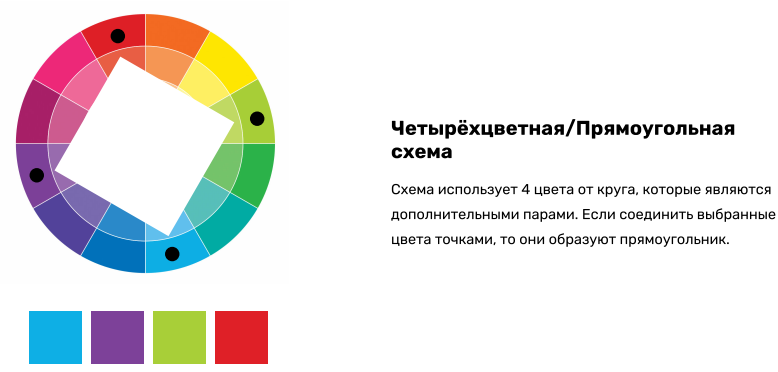 Четырёхцветная/Прямоугольная
схема
Схема использует 4 цвета от круга, которые являются
дополнительными парами. Если соединить выбранные
цвета точками, то они образуют прямоугольник.